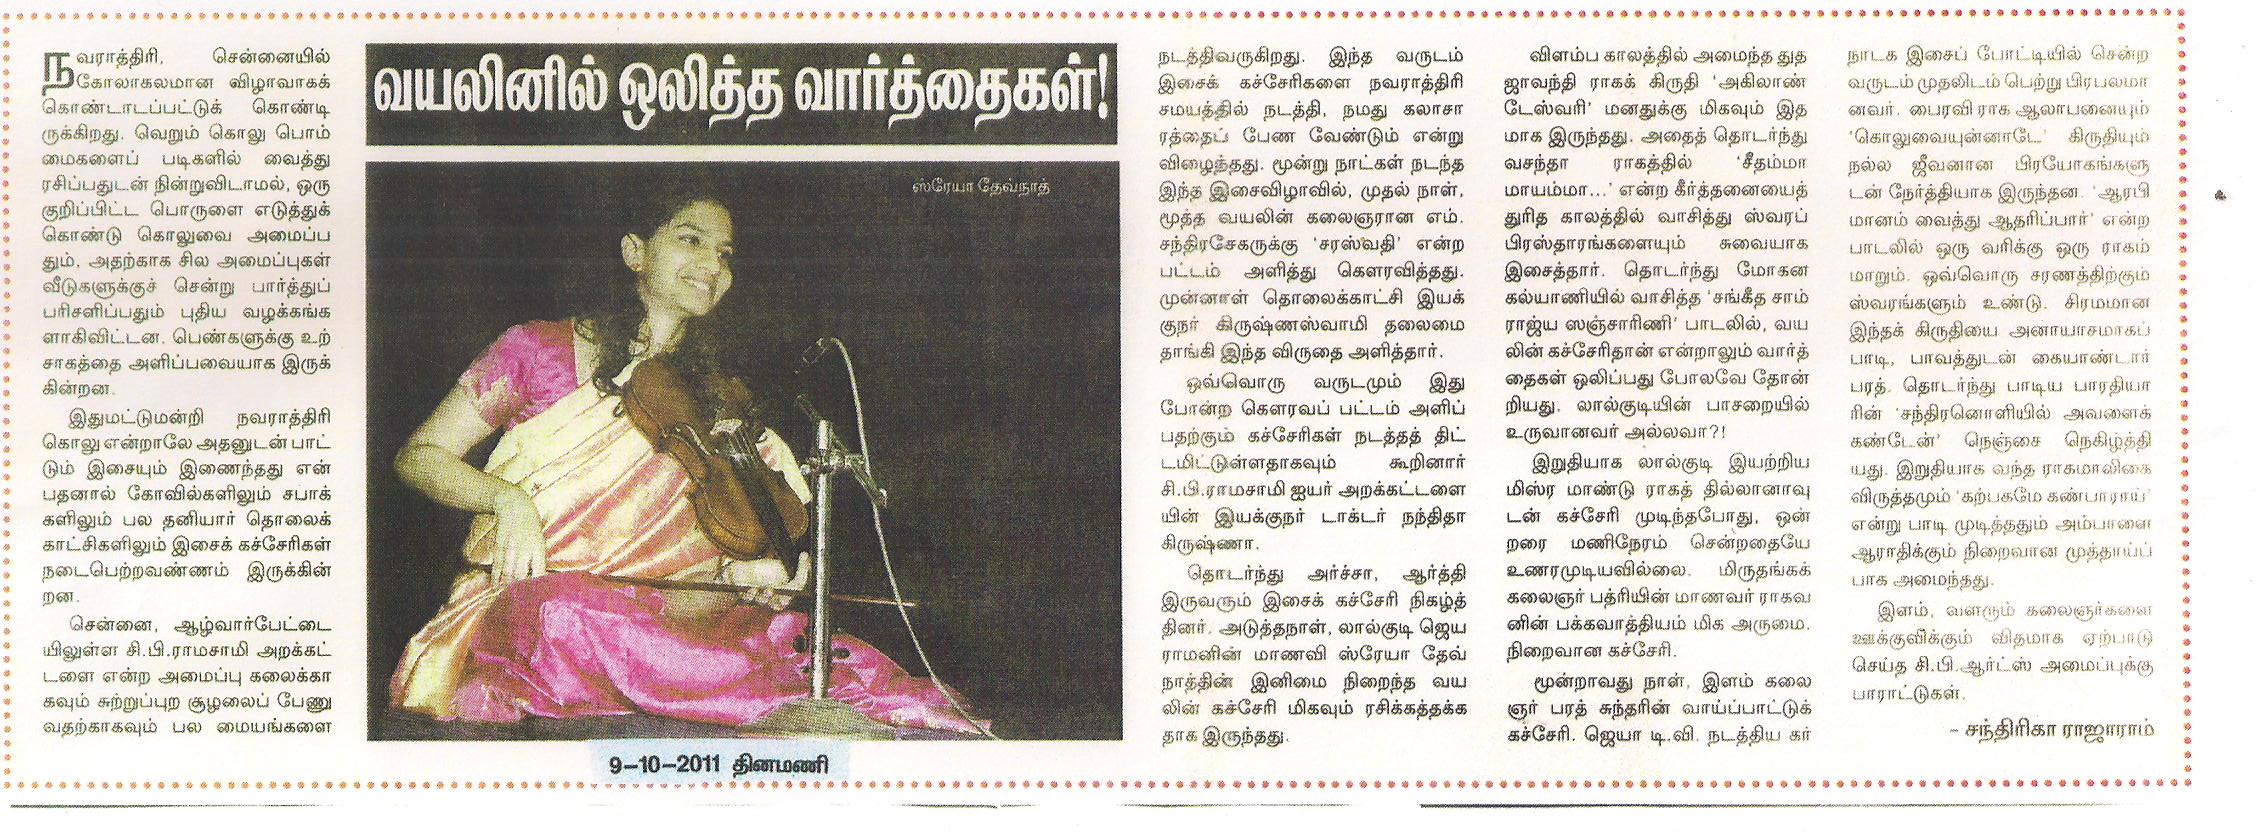 வயலினில் ஒலித்த வார்த்தைகள்!
நவராத்திரி, சென்னையில்
கோலாகலமான விழாவாகக்
கொண்டாடப்பட்டுக் கொண்டி
ருக்கிறது. வெறும் கொலு பொம்
மைகளைப் படிகளில் வைத்து
ரசிப்பதுடன் நின்றுவிடாமல், ஒரு
குறிப்பிட்ட பொருளை எடுத்துக்
கொண்டு கொலுவை அமைப்ப
தும், அதற்காக சில அமைப்புகள்
வீடுகளுக்குச் சென்று பார்த்துப்
பரிசளிப்பதும் புதிய வழக்கங்க
ளாகிவிட்டன. பெண்களுக்கு உற்
சாகத்தை அளிப்பவையாக இருக்
கின்றன.
இதுமட்டுமன்றி நவராத்திரி
கொலு என்றாலே அதனுடன் பாட்
டும் இசையும் இணைந்தது என்
பதனால் கோவில்களிலும் சபாக்
களிலும் பல தனியார் தொலைக்
காட்சிகளிலும் இசைக் கச்சேரிகள்
நடைபெற்றவண்ணம் இருக்கின்
றன.
சென்னை, ஆழ்வார்பேட்டை
யிலுள்ள சி.பி.ராமசாமி அறக்கட்
டளை என்ற அமைப்பு கலைக்கா
கவும் சுற்றுப்புற சூழலைப் பேணு
வதற்காகவும் பல மையங்களை
ஸ்ரேயா தேவ்நாத்
9-10-2011 தினமணி
நடத்திவருகிறது. இந்த வருடம்
இசைக் கச்சேரிகளை நவராத்திரி
சமயத்தில் நடத்தி, நமது கலாசா
ரத்தைப் பேண வேண்டும் என்று
விழைந்தது. மூன்று நாட்கள் நடந்த
இந்த இசைவிழாவில், முதல் நாள்,
மூத்த வயலின் கலைஞரான எம்.
சந்திரசேகருக்கு 'சரஸ்வதி' என்ற
பட்டம் அளித்து கௌரவித்தது.
முன்னாள் தொலைக்காட்சி இயக்
குநர் கிருஷ்ணஸ்வாமி தலைமை
தாங்கி இந்த விருதை அளித்தார்.
ஒவ்வொரு வருடமும் இது
போன்ற கௌரவப் பட்டம் அளிப்
பதற்கும் கச்சேரிகள் நடத்தத் திட்
டமிட்டுள்ளதாகவும் கூறினார்
சி.பி.ராமசாமி ஐயர் அறக்கட்டளை
யின் இயக்குநர் டாக்டர் நந்திதா
கிருஷ்ணா.
தொடர்ந்து அர்ச்சா, ஆர்த்தி
இருவரும் இசைக் கச்சேரி நிகழ்த்
தினர். அடுத்தநாள், லால்குடி ஜெய
ராமனின் மாணவி ஸ்ரேயா தேவ்
நாத்தின் இனிமை நிறைந்த வய
லின் கச்சேரி மிகவும் ரசிக்கத்தக்க
தாக இருந்தது.
விளம்ப காலத்தில் அமைந்த துத
ஜாவந்தி ராகக் கிருதி 'அகிலாண்
டேஸ்வரி' மனதுக்கு மிகவும் இத
மாக இருந்தது. அதைத் தொடர்ந்து
வசந்தா ராகத்தில் 'சீதம்மா
மாயம்மா...' என்ற கீர்த்தனையைத்
துரித காலத்தில் வாசித்து ஸ்வரப்
பிரஸ்தாரங்களையும் சுவையாக
இசைத்தார். தொடர்ந்து மோகன
கல்யாணியில் வாசித்த 'சங்கீத சாம்
ராஜ்ய ஸஞ்சாரிணி' பாடலில், வய
லின் கச்சேரிதான் என்றாலும் வார்த்
தைகள் ஒலிப்பது போலவே தோன்
றியது. லால்குடியின் பாசறையில்
உருவானவர் அல்லவா?!
இறுதியாக லால்குடி இயற்றிய
மிஸ்ர மாண்டு ராகத் தில்லானாவு
டன் கச்சேரி முடிந்தபோது, ஒன்
றரை மணிநேரம் சென்றதையே
உணரமுடியவில்லை. மிருதங்கக்
கலைஞர் பத்ரியின் மாணவர் ராகவ
னின் பக்கவாத்தியம் மிக அருமை.
நிறைவான கச்சேரி.
மூன்றாவது நாள், இளம் கலை
ஞர் பரத் சுந்தரின் வாய்ப்பாட்டுக்
கச்சேரி. ஜெயா டி.வி. நடத்திய கர்
நாடக இசைப் போட்டியில் சென்ற
வருடம் முதலிடம் பெற்று பிரபலமா
னவர். பைரவி ராக ஆலாபனையும்
'கொலுவையுன்னாடே' கிருதியும்
நல்ல ஜீவனான பிரயோகங்களு
டன் நேர்த்தியாக இருந்தன. 'ஆரபி
மானம் வைத்து ஆதரிப்பார்' என்ற
பாடலில் ஒரு வரிக்கு ஒரு ராகம்
மாறும். ஒவ்வொரு சரணத்திற்கும்
ஸ்வரங்களும் உண்டு. சிரமமான
இந்தக் கிருதியை அனாயாசமாகப்
பாடி, பாவத்துடன் கையாண்டார்
பரத். தொடர்ந்து பாடிய பாரதியா
ரின் 'சந்திரனொளியில் அவளைக்
கண்டேன்' நெஞ்சை நெகிழ்த்தி
யது. இறுதியாக வந்த ராகமாலிகை
விருத்தமும் 'கற்பகமே கண்பாராய்'
என்று பாடி முடித்ததும் அம்பாளை
ஆராதிக்கும் நிறைவான முத்தாய்ப்
பாக அமைந்தது.
இளம், வளரும் கலைஞர்களை
ஊக்குவிக்கும் விதமாக ஏற்பாடு
செய்த சி.பி.ஆர்ட்ஸ் அமைப்புக்கு
பாராட்டுகள்.
- சந்திரிகா ராஜாராம்